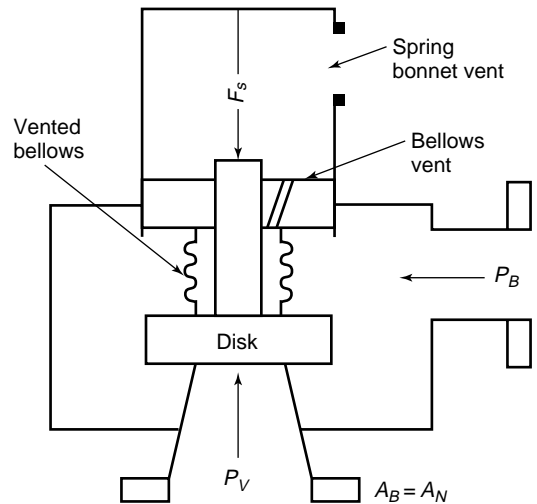 Spring
bonnet vent
F_s
Vented
bellows
Bellows
vent
P_B
Disk
P_V
A_B = A_N